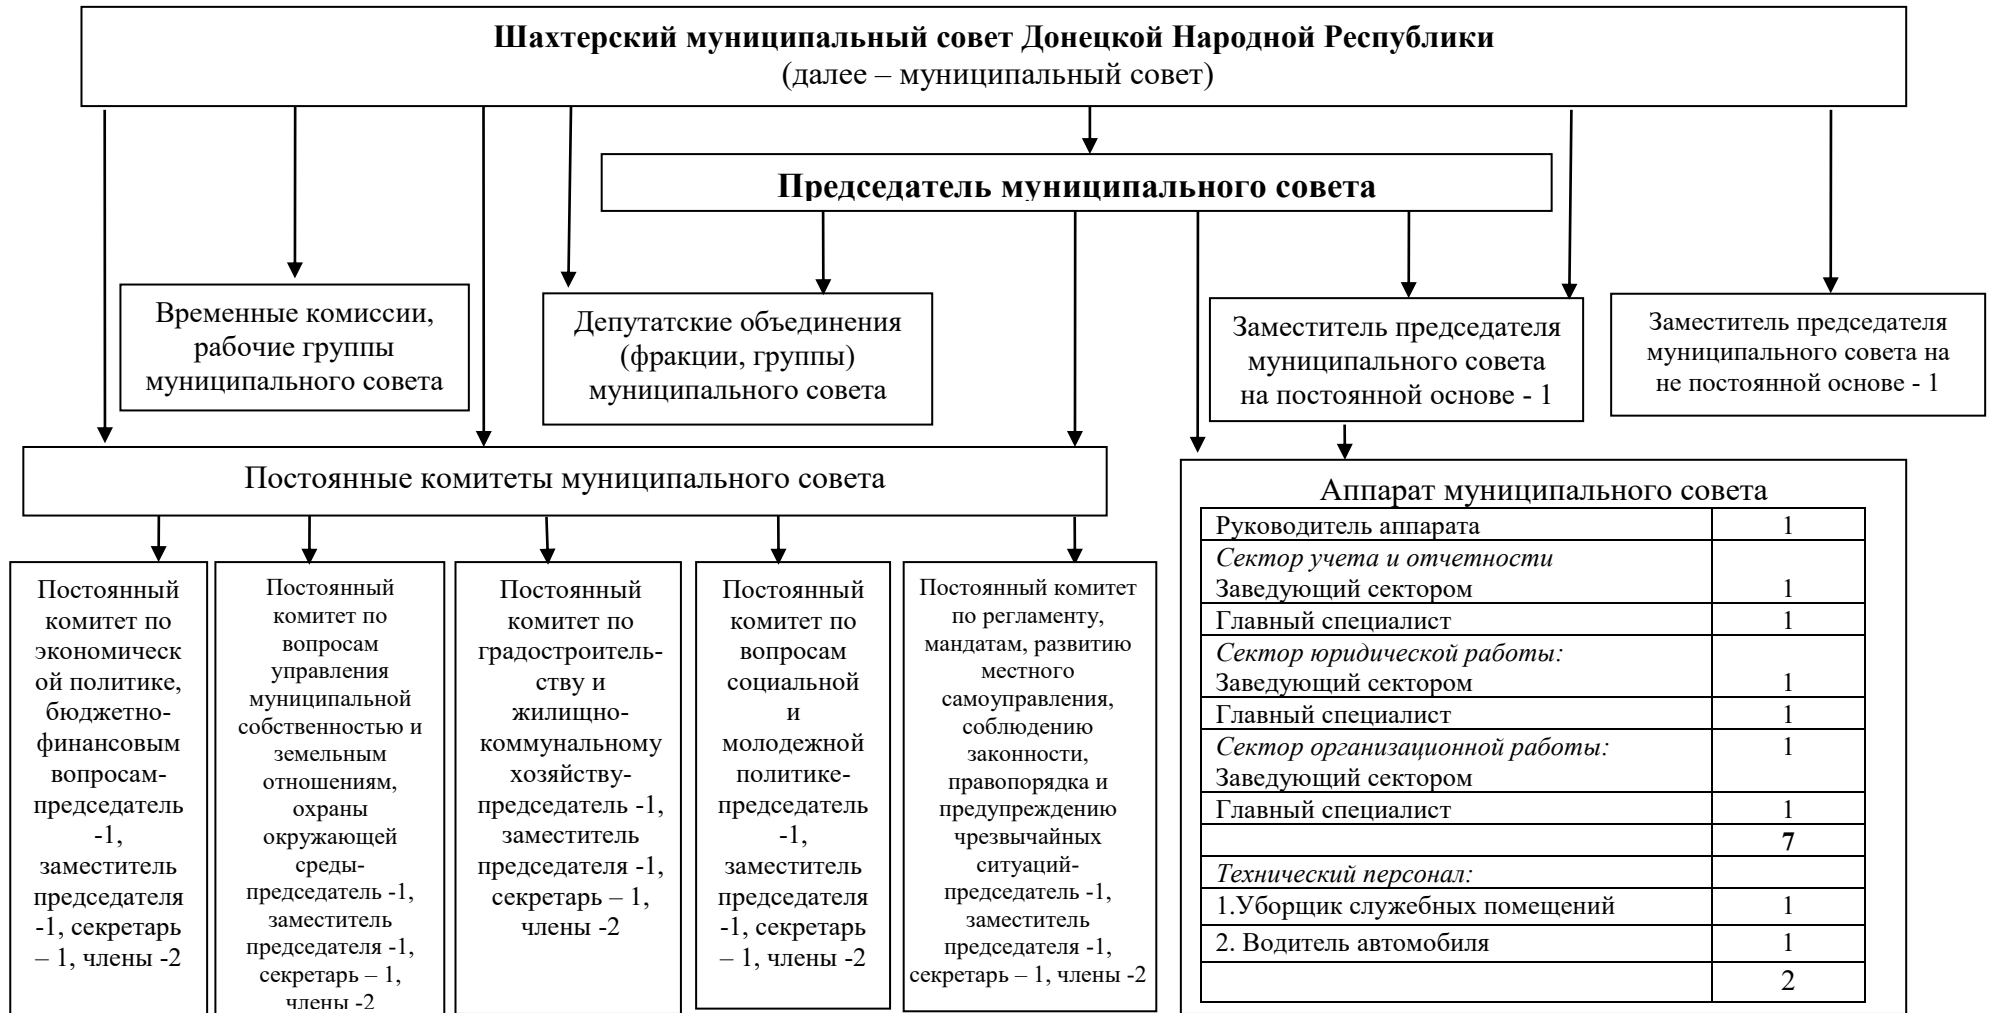 Шахтерский муниципальный совет Донецкой Народной Республики
(далее – муниципальный совет)
Председатель муниципального совета
Временные комиссии,
рабочие группы
муниципального совета
Депутатские объединения
(фракции, группы)
муниципального совета
Заместитель председателя
муниципального совета
на постоянной основе - 1
Заместитель председателя
муниципального совета на
не постоянной основе - 1
Постоянные комитеты муниципального совета
Постоянный
комитет по
экономическ
ой политике,
бюджетно-
финансовым
вопросам-
председатель
-1,
заместитель
председателя
-1, секретарь
– 1, члены -2
Постоянный
комитет по
вопросам
управления
муниципальной
собственностью и
земельным
отношениям,
охраны
окружающей
среды-
председатель -1,
заместитель
председателя -1,
секретарь – 1,
члены -2
Постоянный
комитет по
градостроитель-
ству и
жилищно-
коммунальному
хозяйству-
председатель -1,
заместитель
председателя -1,
секретарь – 1,
члены -2
Постоянный
комитет по
вопросам
социальной
и
молодежной
политике-
председатель
-1,
заместитель
председателя
-1, секретарь
– 1, члены -2
Постоянный комитет
по регламенту,
мандатам, развитию
местного
самоуправления,
соблюдению
законности,
правопорядка и
предупреждению
чрезвычайных
ситуаций-
председатель -1,
заместитель
председателя -1,
секретарь – 1, члены -2
Аппарат муниципального совета
Руководитель аппарата 1
Сектор учета и отчетности
Заведующий сектором 1
Главный специалист 1
Сектор юридической работы:
Заведующий сектором 1
Главный специалист 1
Сектор организационной работы: 1
Заведующий сектором
Главный специалист 1
7
Технический персонал:
1.Уборщик служебных помещений 1
2. Водитель автомобиля 1
2